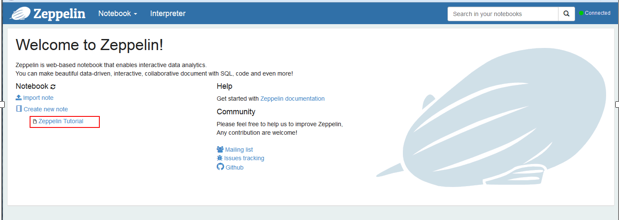 Zeppelin Notebook Interpreter Search in your notebooks Connected
Welcome to Zeppelin!
Zeppelin is web-based notebook that enables interactive data analytics.
You can make beautiful data-driven, interactive, collaborative document with SQL, code and even more!
Notebook
Import note
Create new note
Zeppelin Tutorial
Help
Get started with Zeppelin documentation
Community
Please feel free to help us to improve Zeppelin,
Any contribution are welcome!
Mailing list
Issues tracking
Github